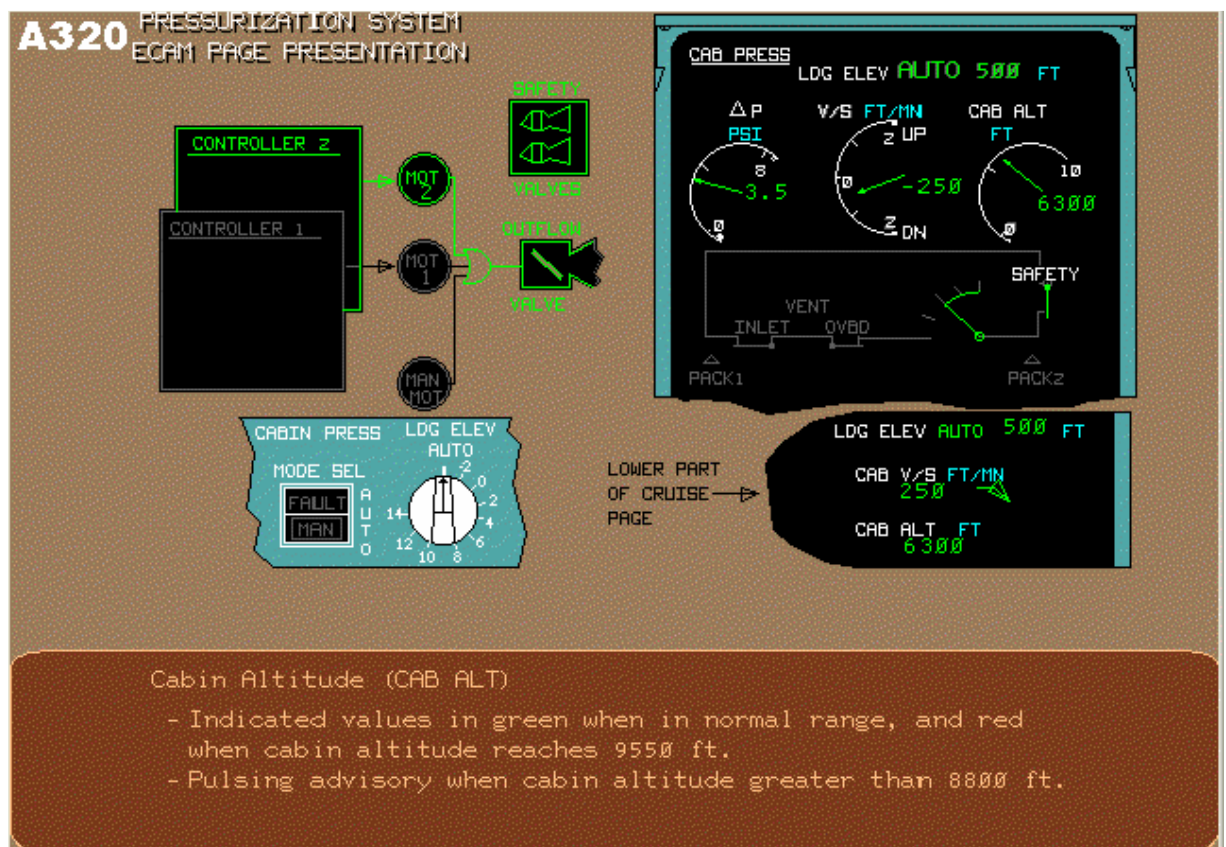 A320
PRESSURIZATION SYSTEM
ECAM PAGE PRESENTATION
SAFETY
VALVES
CONTROLLER 2
MOT
2
CONTROLLER 1
MOT
1
OUTFLOW
VALVE
MAN
MOT
CAB PRESS
LDG ELEV AUTO 500 FT
ΔP
PSI
8
3.5
0
V/S FT/MN
2 UP
0
-250
2 DN
CAB ALT
FT
10
6300
0
SAFETY
VENT
INLET OVBD
PACK1
PACK2
CABIN PRESS
LDG ELEV
AUTO
MODE SEL
FAULT
MAN
AUTO
-2
0
2
4
6
8
10
12
14
LOWER PART
OF CRUISE
PAGE
LDG ELEV AUTO 500 FT
CAB V/S FT/MN
250
CAB ALT FT
6300
Cabin Altitude (CAB ALT)
- Indicated values in green when in normal range, and red
when cabin altitude reaches 9550 ft.
- Pulsing advisory when cabin altitude greater than 8800 ft.